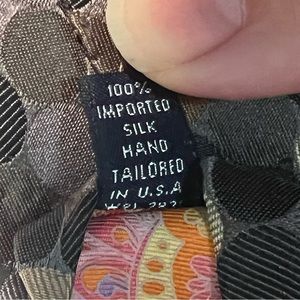 100%
IMPORTED
SILK
HAND
TAILORED
IN U.S.A